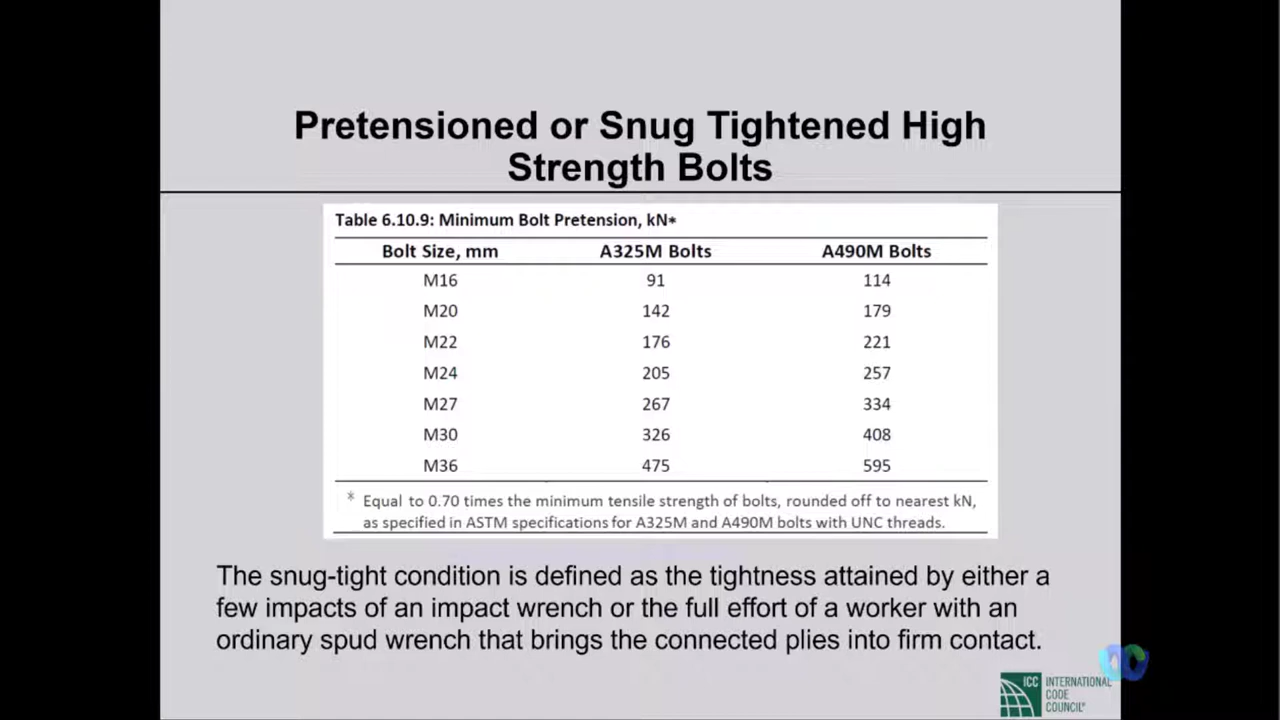 Pretensioned or Snug Tightened High
Strength Bolts
Table 6.10.9: Minimum Bolt Pretension, kN*
Bolt Size, mm A325M Bolts A490M Bolts
M16 91 114
M20 142 179
M22 176 221
M24 205 257
M27 267 334
M30 326 408
M36 475 595
* Equal to 0.70 times the minimum tensile strength of bolts, rounded off to nearest kN,
as specified in ASTM specifications for A325M and A490M bolts with UNC threads.
The snug-tight condition is defined as the tightness attained by either a
few impacts of an impact wrench or the full effort of a worker with an
ordinary spud wrench that brings the connected plies into firm contact.
ICC INTERNATIONAL
CODE
COUNCIL®